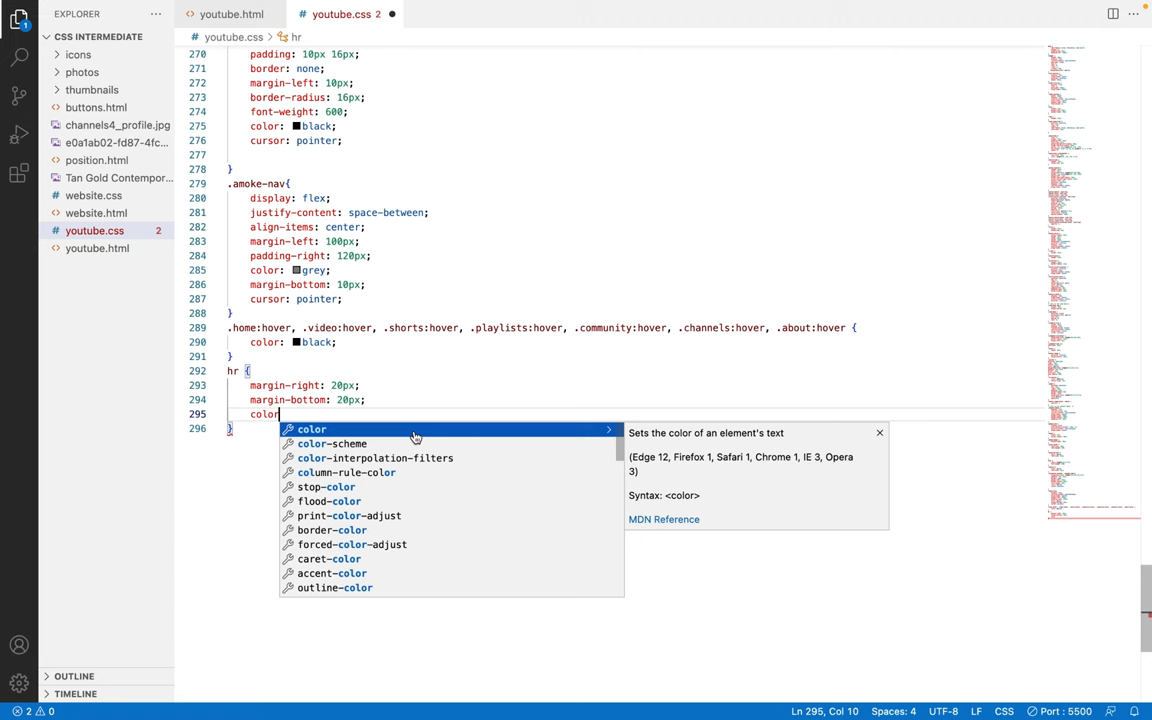 EXPLORER
youtube.html
youtube.css 2
CSS INTERMEDIATE
youtube.css
hr
icons
photos
thumbnails
buttons.html
channels4_profile.jpg
e0a1ab02-fd87-4fc...
position.html
Tan Gold Contempor...
website.css
website.html
youtube.css 2
youtube.html
270 padding: 10px 16px;
271 border: none;
272 margin-left: 10px;
273 border-radius: 16px;
274 font-weight: 600;
275 color: black;
276 cursor: pointer;
277
278 }
279 .amoke-nav{
280 display: flex;
281 justify-content: space-between;
282 align-items: center;
283 margin-left: 100px;
284 padding-right: 120px;
285 color: grey;
286 margin-bottom: 10px;
287 cursor: pointer;
288 }
289 .home:hover, .video:hover, .shorts:hover, .playlists:hover, .community:hover, .channels:hover, .about:hover {
290 color: black;
291 }
292 hr {
293 margin-right: 20px;
294 margin-bottom: 20px;
295 color
296 }
color
color-scheme
color-interpolation-filters
column-rule-color
stop-color
flood-color
print-color-adjust
border-color
forced-color-adjust
caret-color
accent-color
outline-color
Sets the color of an element's text
(Edge 12, Firefox 1, Safari 1, Chrome 1, IE 3, Opera
3)
Syntax: <color>
MDN Reference
1
OUTLINE
TIMELINE
2 0
Ln 295, Col 10
Spaces: 4
UTF-8
LF
CSS
Port : 5500